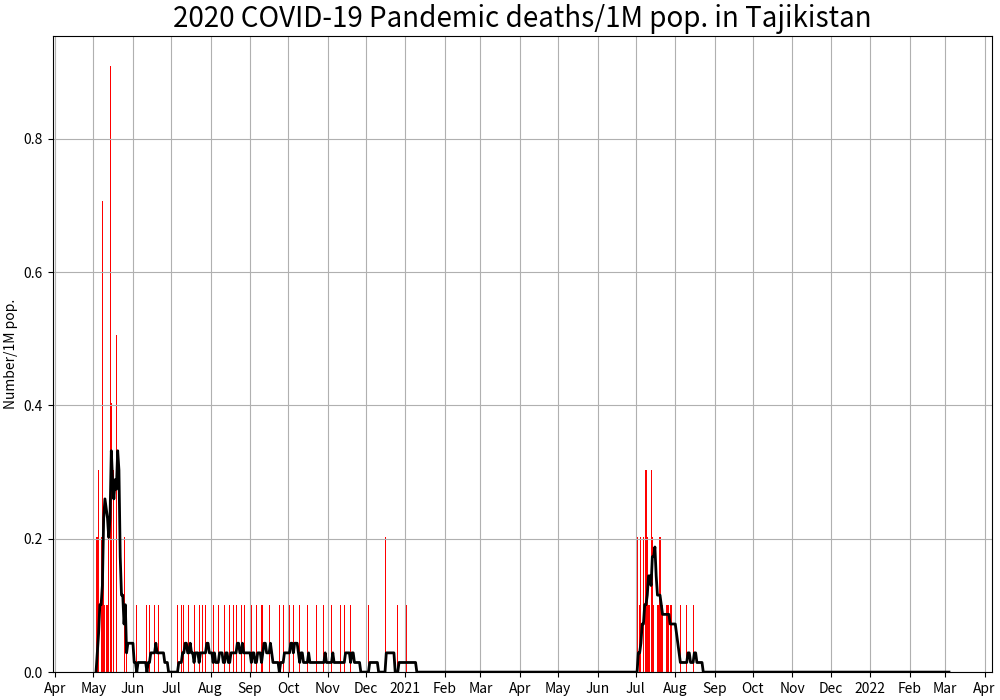 2020 COVID-19 Pandemic deaths/1M pop. in Tajikistan
Number/1M pop.
0.8
0.6
0.4
0.2
0.0
Apr May Jun Jul Aug Sep Oct Nov Dec 2021 Feb Mar Apr May Jun Jul Aug Sep Oct Nov Dec 2022 Feb Mar Apr